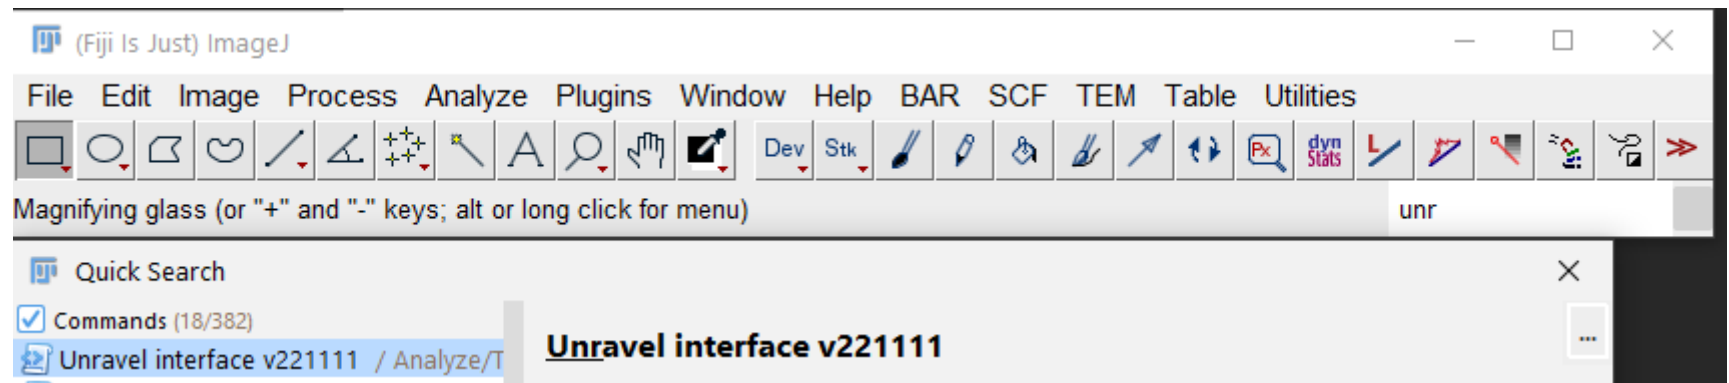 (Fiji Is Just) ImageJ
File Edit Image Process Analyze Plugins Window Help BAR SCF TEM Table Utilities
A Dev Stk Px dyn Stats L
Magnifying glass (or "+" and "-" keys; alt or long click for menu) unr
Quick Search
Commands (18/382)
Unravel interface v221111 / Analyze/T
Unravel interface v221111
...